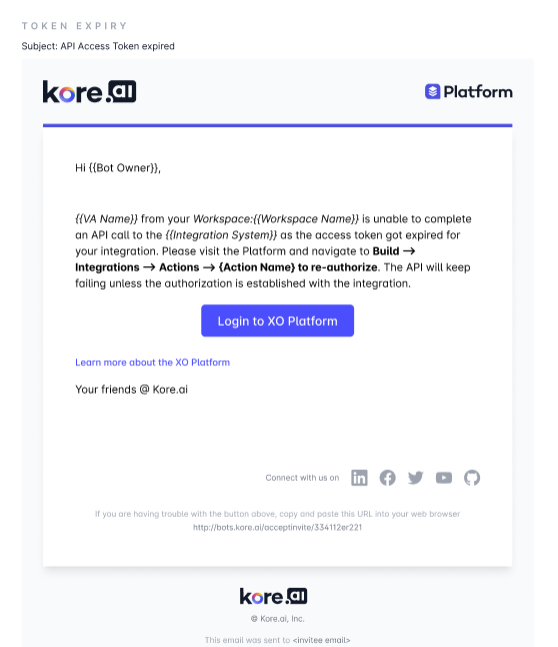 TOKEN EXPIRY
Subject: API Access Token expired
kore.ai
Platform
Hi {{Bot Owner}},
{{VA Name}} from your Workspace:{{Workspace Name}} is unable to complete
an API call to the {{Integration System}} as the access token got expired for
your integration. Please visit the Platform and navigate to Build →
Integrations → Actions → {Action Name} to re-authorize. The API will keep
failing unless the authorization is established with the integration.
Login to XO Platform
Learn more about the XO Platform
Your friends @ Kore.ai
Connect with us on
If you are having trouble with the button above, copy and paste this URL into your web browser
http://bots.kore.ai/acceptinvite/334112er221
kore.ai
© Kore.ai, Inc.
This email was sent to <invitee email>